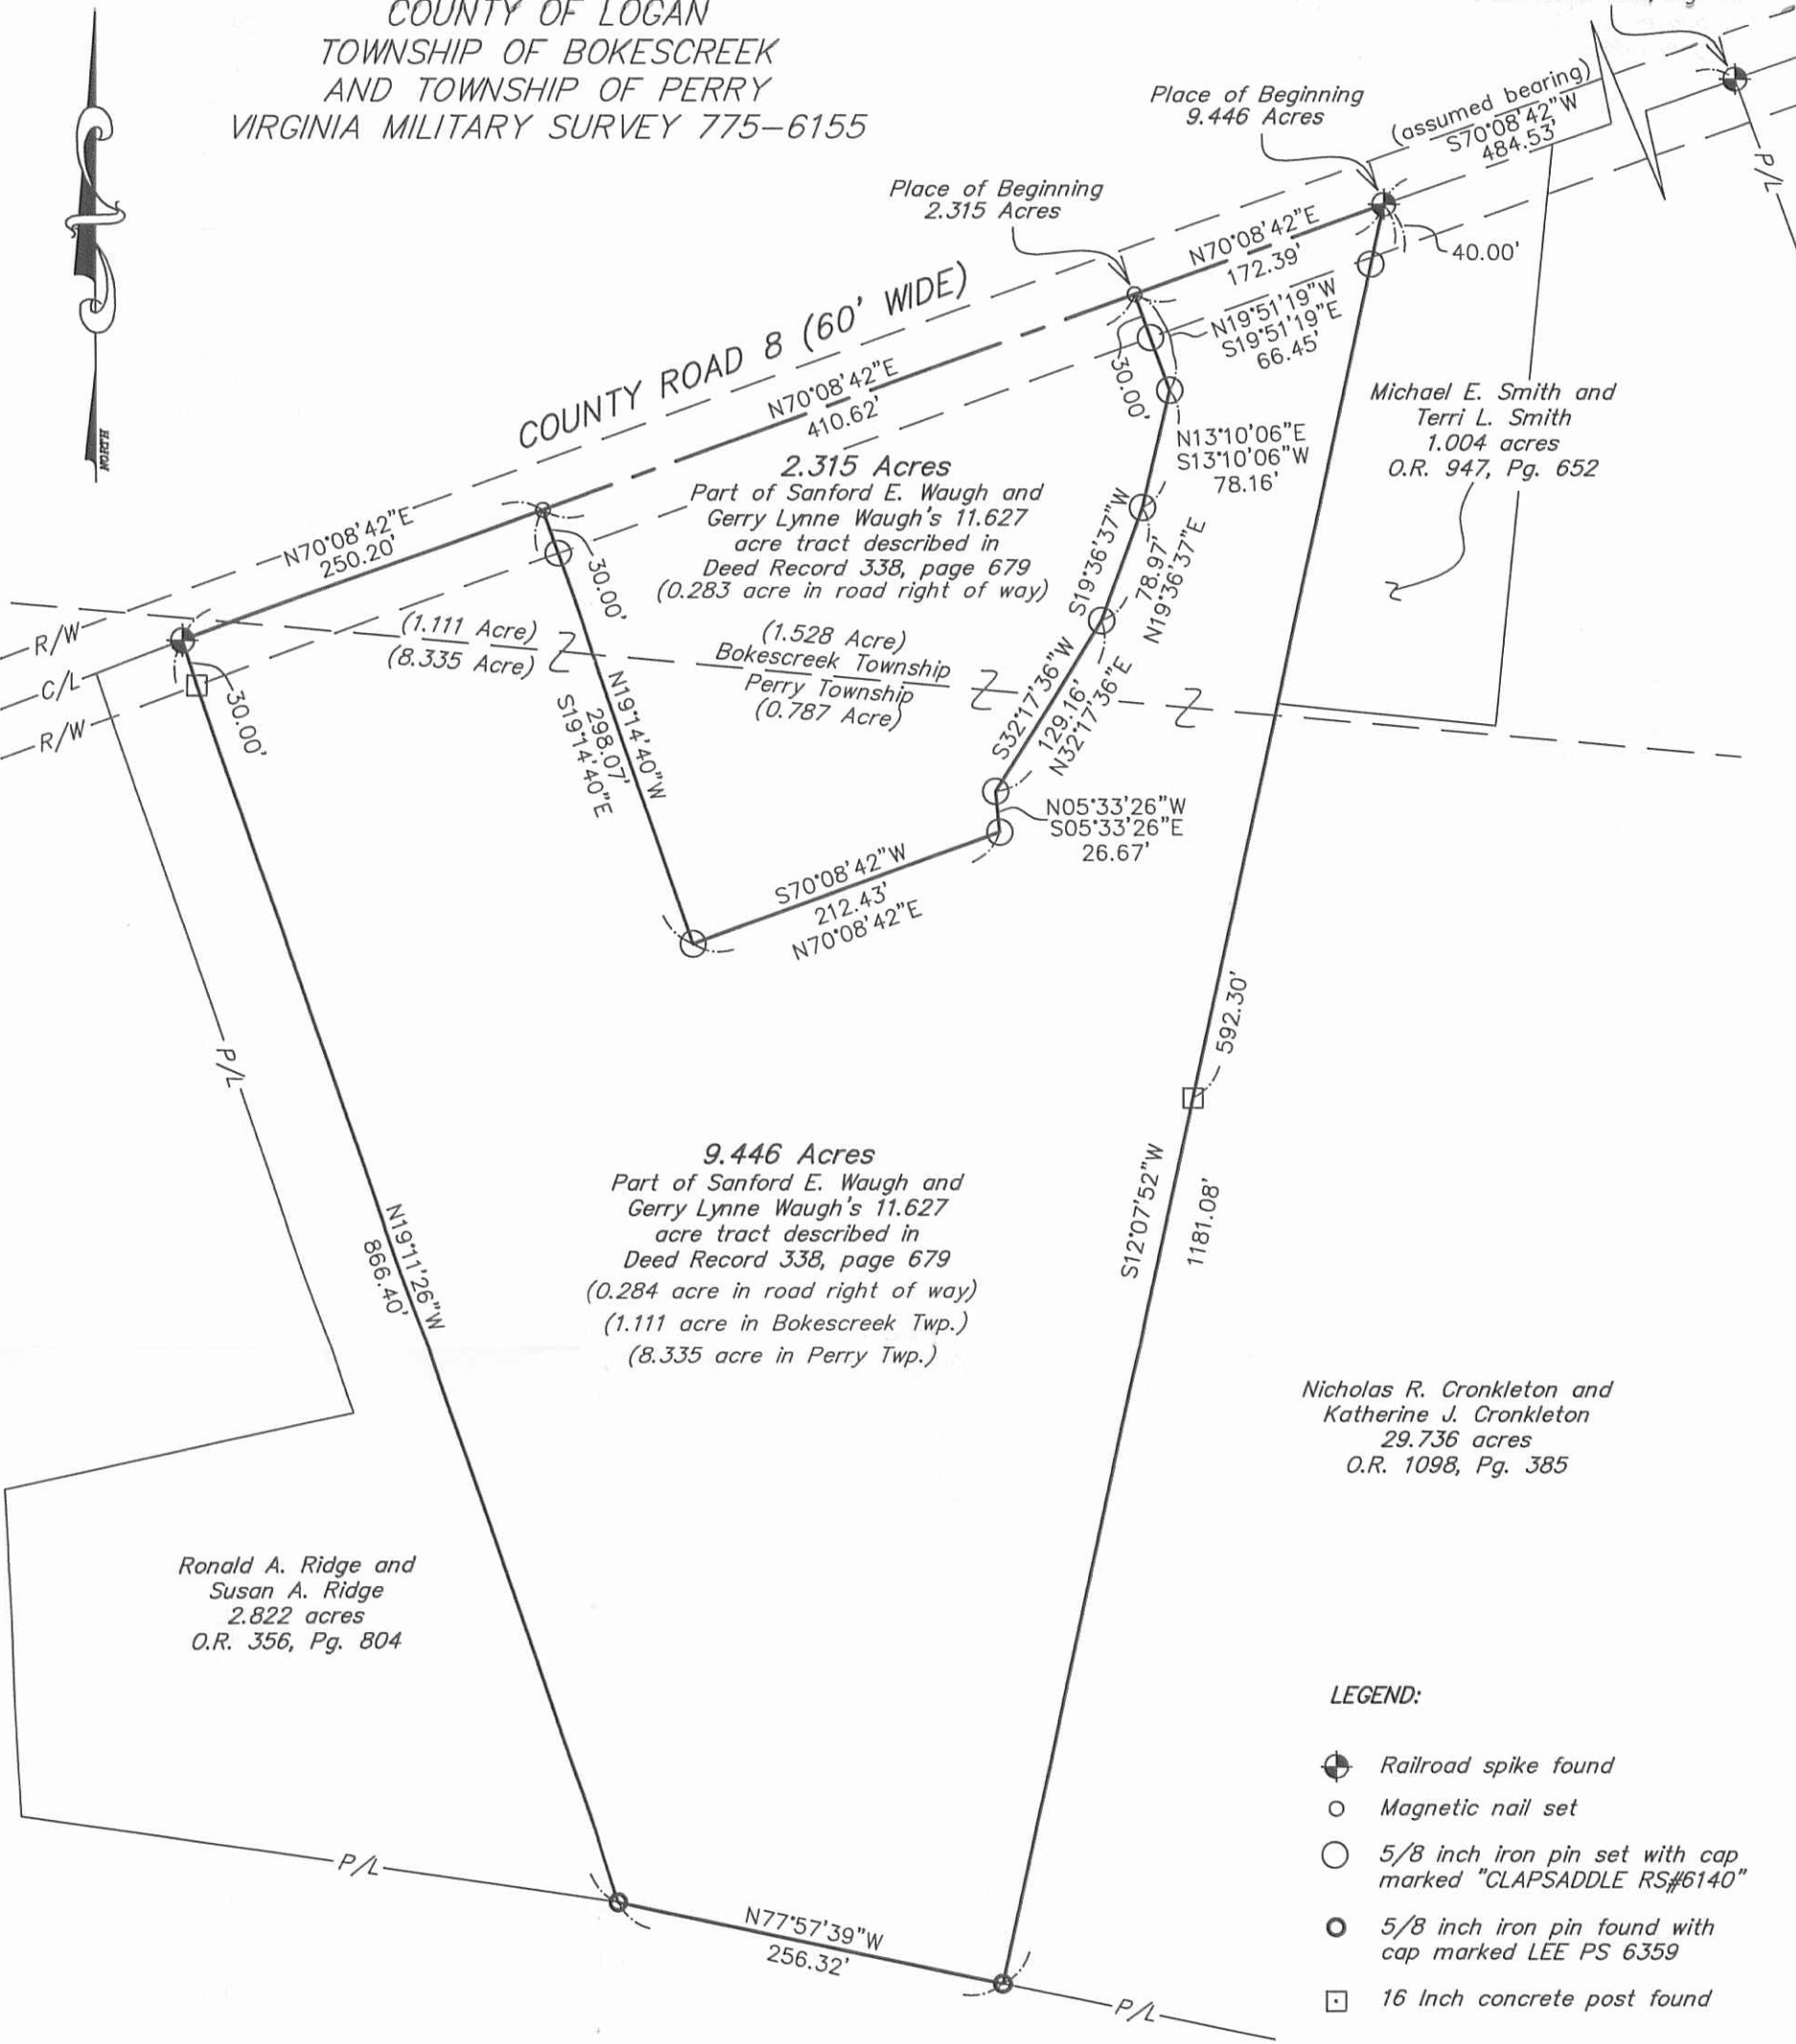 COUNTY OF LOGAN
TOWNSHIP OF BOKESCREEK
AND TOWNSHIP OF PERRY
VIRGINIA MILITARY SURVEY 775-6155
Place of Beginning
9.446 Acres
(assumed bearing)
S70°08'42"W
484.53'
P/L
Place of Beginning
2.315 Acres
N70°08'42"E
172.39'
40.00'
COUNTY ROAD 8 (60' WIDE)
N19°51'19"W
S19°51'19"E
66.45'
30.00'
N70°08'42"E
410.62'
Michael E. Smith and
Terri L. Smith
1.004 acres
O.R. 947, Pg. 652
N13°10'06"E
S13°10'06"W
78.16'
2.315 Acres
Part of Sanford E. Waugh and
Gerry Lynne Waugh's 11.627
acre tract described in
Deed Record 338, page 679
(0.283 acre in road right of way)
N70°08'42"E
250.20'
30.00'
S19°36'37"W
78.97'
N19°36'37"E
R/W
C/L
R/W
30.00'
(1.111 Acre)
(8.335 Acre)
(1.528 Acre)
Bokescreek Township
Perry Township
(0.787 Acre)
N19°14'40"W
298.07'
S19°14'40"E
S32°17'36"W
129.16'
N32°17'36"E
N05°33'26"W
S05°33'26"E
26.67'
S70°08'42"W
212.43'
N70°08'42"E
P/L
592.30'
S12°07'52"W
1181.08'
9.446 Acres
Part of Sanford E. Waugh and
Gerry Lynne Waugh's 11.627
acre tract described in
Deed Record 338, page 679
(0.284 acre in road right of way)
(1.111 acre in Bokescreek Twp.)
(8.335 acre in Perry Twp.)
N19°11'26"W
866.40'
Nicholas R. Cronkleton and
Katherine J. Cronkleton
29.736 acres
O.R. 1098, Pg. 385
Ronald A. Ridge and
Susan A. Ridge
2.822 acres
O.R. 356, Pg. 804
P/L
N77°57'39"W
256.32'
P/L
LEGEND:
Railroad spike found
Magnetic nail set
5/8 inch iron pin set with cap
marked "CLAPSADDLE RS#6140"
5/8 inch iron pin found with
cap marked LEE PS 6359
16 Inch concrete post found